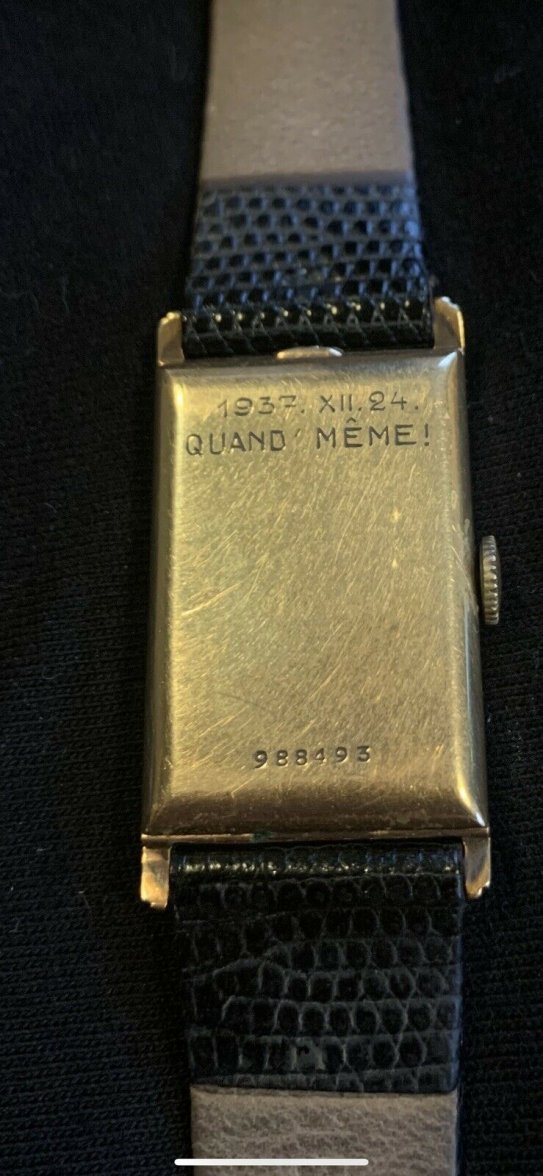 1937. XII. 24.
QUAND MÊME!
988493